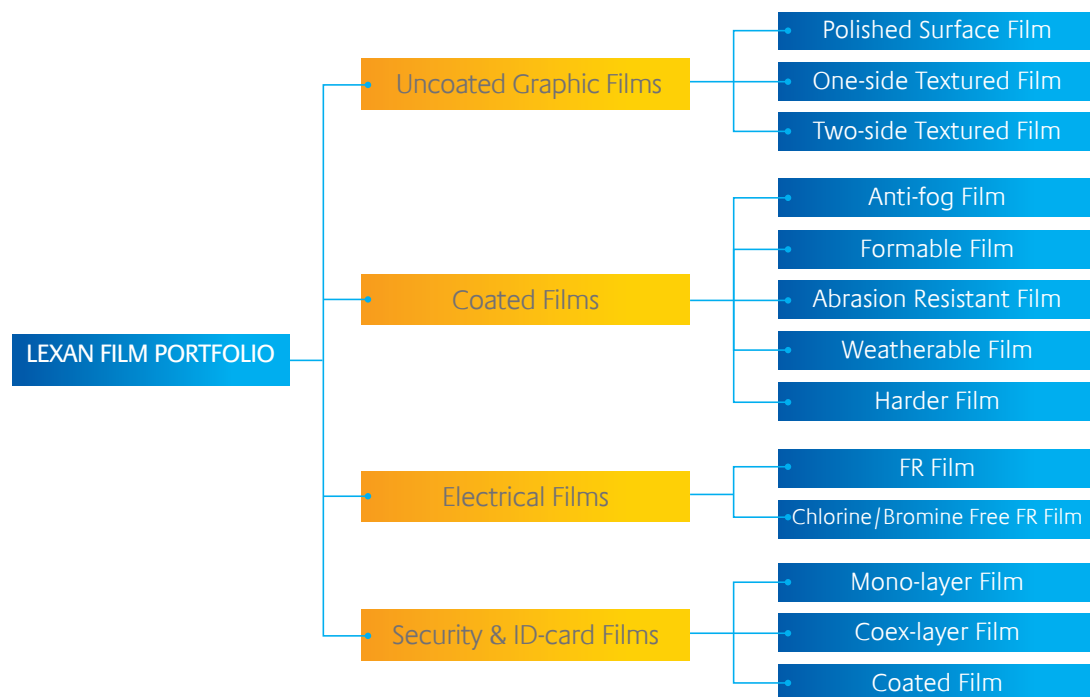 LEXAN FILM PORTFOLIO
Uncoated Graphic Films
Polished Surface Film
One-side Textured Film
Two-side Textured Film
Coated Films
Anti-fog Film
Formable Film
Abrasion Resistant Film
Weatherable Film
Harder Film
Electrical Films
FR Film
Chlorine/Bromine Free FR Film
Security & ID-card Films
Mono-layer Film
Coex-layer Film
Coated Film